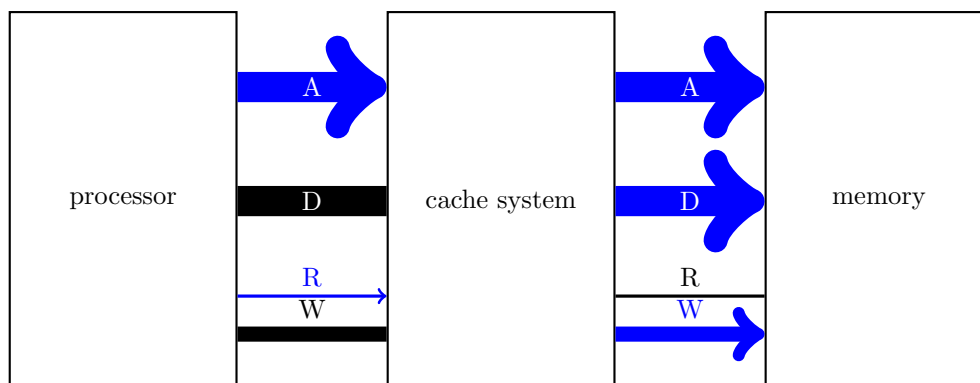 A
A
processor
D
cache system
D
memory
R
R
W
W